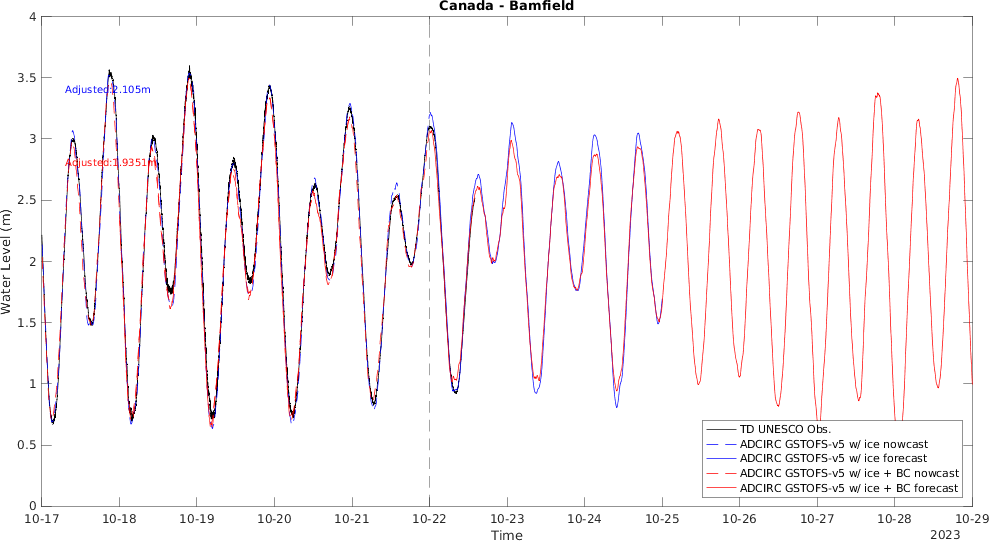 Canada - Bamfield
4
3.5
3
2.5
2
1.5
1
0.5
0
Water Level (m)
Adjusted:2.105m
Adjusted:1.9351m
TD UNESCO Obs.
ADCIRC GSTOFS-v5 w/ ice nowcast
ADCIRC GSTOFS-v5 w/ ice forecast
ADCIRC GSTOFS-v5 w/ ice + BC nowcast
ADCIRC GSTOFS-v5 w/ ice + BC forecast
10-17 10-18 10-19 10-20 10-21 10-22 10-23 10-24 10-25 10-26 10-27 10-28 10-29
Time
2023